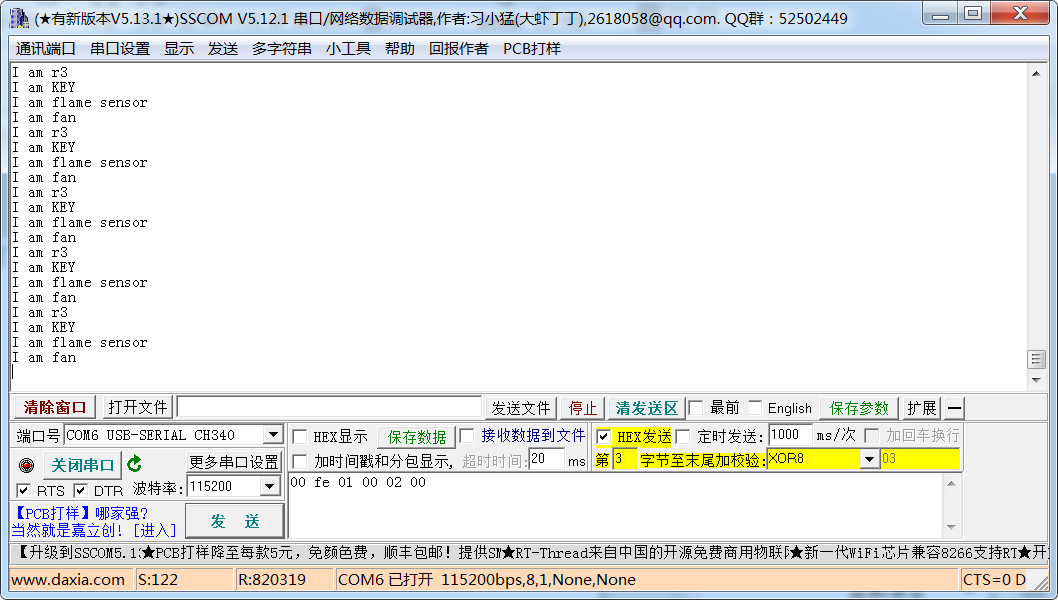 (★有新版本V5.13.1★)SSCOM V5.12.1 串口/网络数据调试器,作者:习小猛(大虾丁丁),2618058@qq.com. QQ群：52502449
通讯端口 串口设置 显示 发送 多字符串 小工具 帮助 回报作者 PCB打样
I am r3
I am KEY
I am flame sensor
I am fan
I am r3
I am KEY
I am flame sensor
I am fan
I am r3
I am KEY
I am flame sensor
I am fan
I am r3
I am KEY
I am flame sensor
I am fan
I am r3
I am KEY
I am flame sensor
I am fan
清除窗口 打开文件 发送文件 停止 清发送区 最前 English 保存参数 扩展
端口号 COM6 USB-SERIAL CH340 HEX显示 保存数据 接收数据到文件 HEX发送 定时发送: 1000 ms/次 加回车换行
关闭串口 更多串口设置 加时间戳和分包显示, 超时时间: 20 ms 第 3 字节至末尾加校验: XOR8 03
RTS DTR 波特率: 115200 00 fe 01 00 02 00
【PCB打样】哪家强?
当然就是嘉立创! [进入] 发 送
【升级到SSCOM5.1 ★PCB打样降至每款5元，免颜色费，顺丰包邮！提供SM ★RT-Thread来自中国的开源免费商用物联 ★新一代WiFi芯片兼容8266支持RT ★开
www.daxia.com S:122 R:820319 COM6 已打开 115200bps,8,1,None,None CTS=0 D